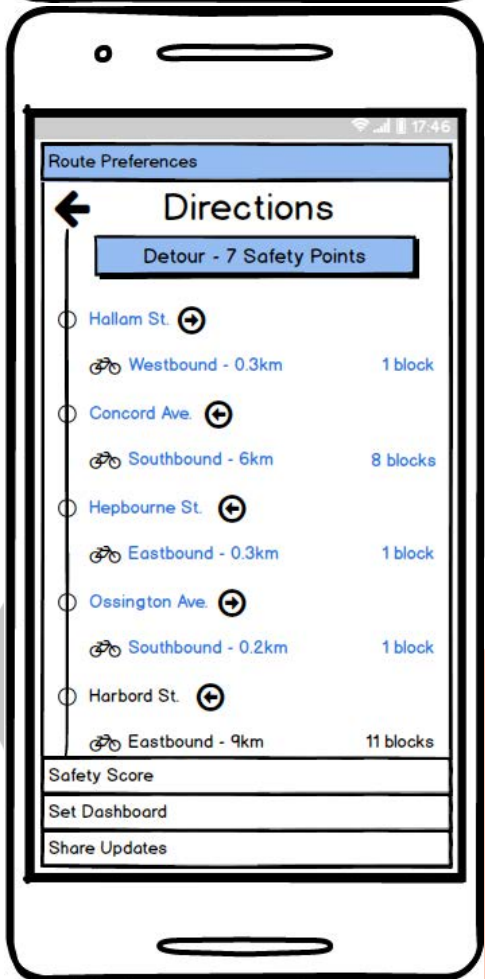 17:46
Route Preferences
Directions
Detour - 7 Safety Points
Hallam St.
Westbound - 0.3km 1 block
Concord Ave.
Southbound - 6km 8 blocks
Hepbourne St.
Eastbound - 0.3km 1 block
Ossington Ave.
Southbound - 0.2km 1 block
Harbord St.
Eastbound - 9km 11 blocks
Safety Score
Set Dashboard
Share Updates